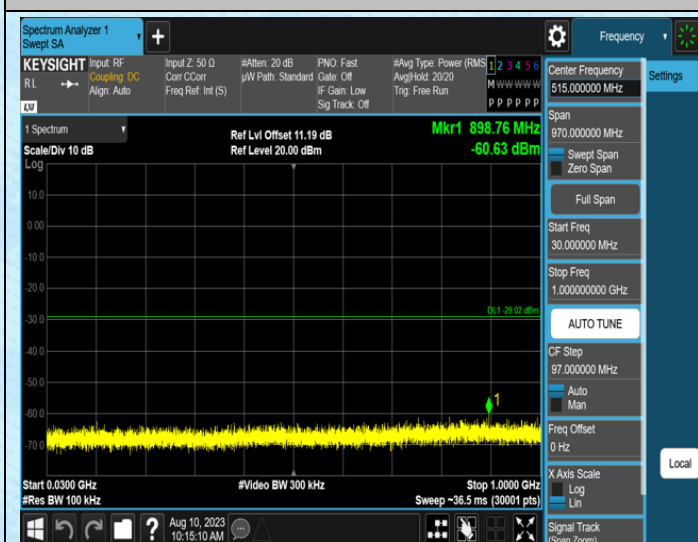 Spectrum Analyzer 1
Swept SA
+
Frequency
KEYSIGHT
RL
LXI
Input: RF
Coupling: DC
Align: Auto
Input Z: 50 Ω
Corr CCorr
Freq Ref: Int (S)
#Atten: 20 dB
µW Path: Standard
PNO: Fast
Gate: Off
IF Gain: Low
Sig Track: Off
#Avg Type: Power (RMS
Avg|Hold: 20/20
Trig: Free Run
1 2 3 4 5 6
M W W W W W
P P P P P P
1 Spectrum
Scale/Div 10 dB
Log
Ref Lvl Offset 11.19 dB
Ref Level 20.00 dBm
Mkr1 898.76 MHz
-60.63 dBm
10.0
0.00
-10.0
-20.0
-30.0
-40.0
-50.0
-60.0
-70.0
DL1 -29.02 dBm
1
Start 0.0300 GHz
#Res BW 100 kHz
#Video BW 300 kHz
Stop 1.0000 GHz
Sweep ~36.5 ms (30001 pts)
Aug 10, 2023
10:15:10 AM
?
Center Frequency
515.000000 MHz
Span
970.000000 MHz
Swept Span
Zero Span
Full Span
Start Freq
30.000000 MHz
Stop Freq
1.000000000 GHz
AUTO TUNE
CF Step
97.000000 MHz
Auto
Man
Freq Offset
0 Hz
X Axis Scale
Log
Lin
Signal Track
(Span Zoom)
Settings
Local